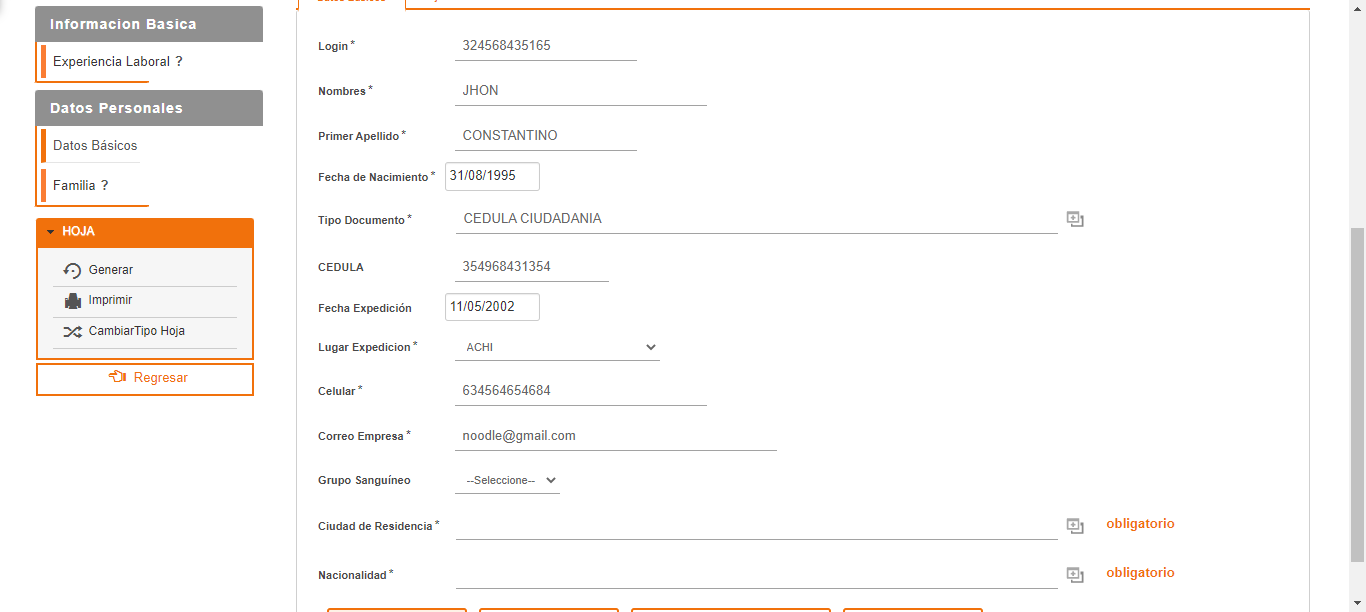 Informacion Basica
Experiencia Laboral ?
Datos Personales
Datos Básicos
Familia ?
HOJA
Generar
Imprimir
CambiarTipo Hoja
Regresar
Login* 324568435165
Nombres* JHON
Primer Apellido* CONSTANTINO
Fecha de Nacimiento* 31/08/1995
Tipo Documento* CEDULA CIUDADANIA
CEDULA 354968431354
Fecha Expedición 11/05/2002
Lugar Expedicion* ACHI
Celular* 634564654684
Correo Empresa* noodle@gmail.com
Grupo Sanguíneo --Seleccione--
Ciudad de Residencia* obligatorio
Nacionalidad* obligatorio